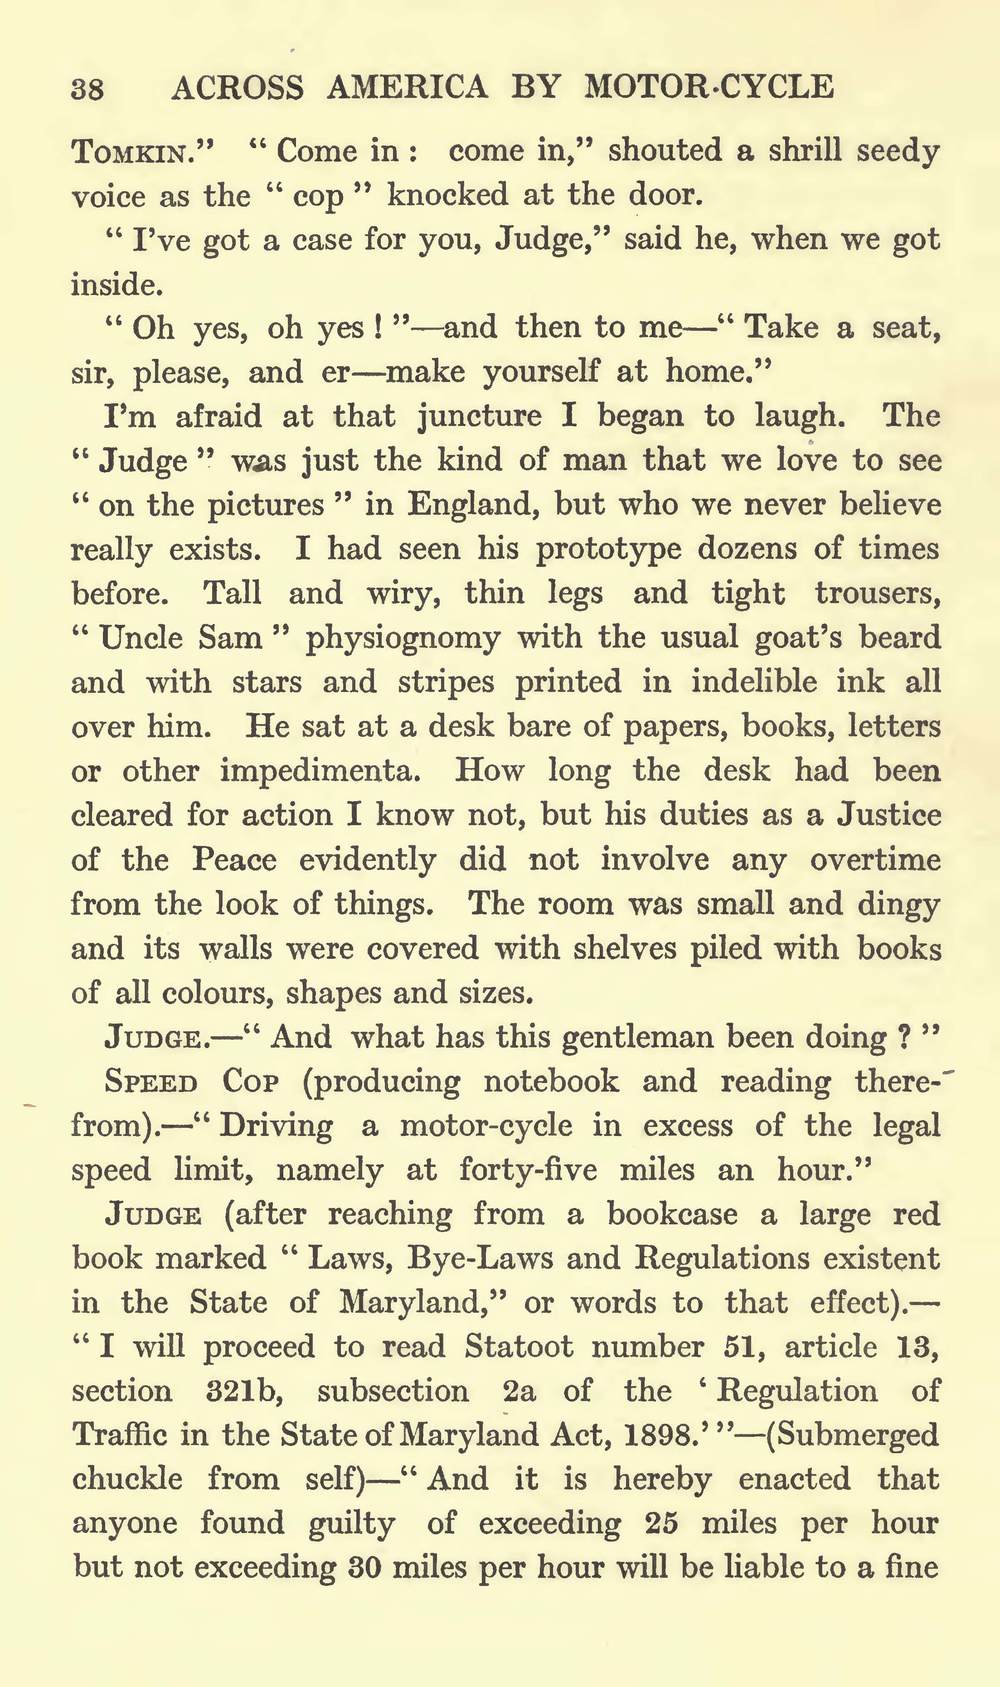 38 ACROSS AMERICA BY MOTOR-CYCLE
TOMKIN." "Come in: come in," shouted a shrill seedy
voice as the "cop" knocked at the door.
"I've got a case for you, Judge," said he, when we got
inside.
"Oh yes, oh yes!"—and then to me—"Take a seat,
sir, please, and er—make yourself at home."
I'm afraid at that juncture I began to laugh. The
"Judge" was just the kind of man that we love to see
"on the pictures" in England, but who we never believe
really exists. I had seen his prototype dozens of times
before. Tall and wiry, thin legs and tight trousers,
"Uncle Sam" physiognomy with the usual goat's beard
and with stars and stripes printed in indelible ink all
over him. He sat at a desk bare of papers, books, letters
or other impedimenta. How long the desk had been
cleared for action I know not, but his duties as a Justice
of the Peace evidently did not involve any overtime
from the look of things. The room was small and dingy
and its walls were covered with shelves piled with books
of all colours, shapes and sizes.
JUDGE.—"And what has this gentleman been doing?"
SPEED COP (producing notebook and reading there-
from).—"Driving a motor-cycle in excess of the legal
speed limit, namely at forty-five miles an hour."
JUDGE (after reaching from a bookcase a large red
book marked "Laws, Bye-Laws and Regulations existent
in the State of Maryland," or words to that effect).—
"I will proceed to read Statoot number 51, article 13,
section 321b, subsection 2a of the 'Regulation of
Traffic in the State of Maryland Act, 1898.'"—(Submerged
chuckle from self)—"And it is hereby enacted that
anyone found guilty of exceeding 25 miles per hour
but not exceeding 30 miles per hour will be liable to a fine